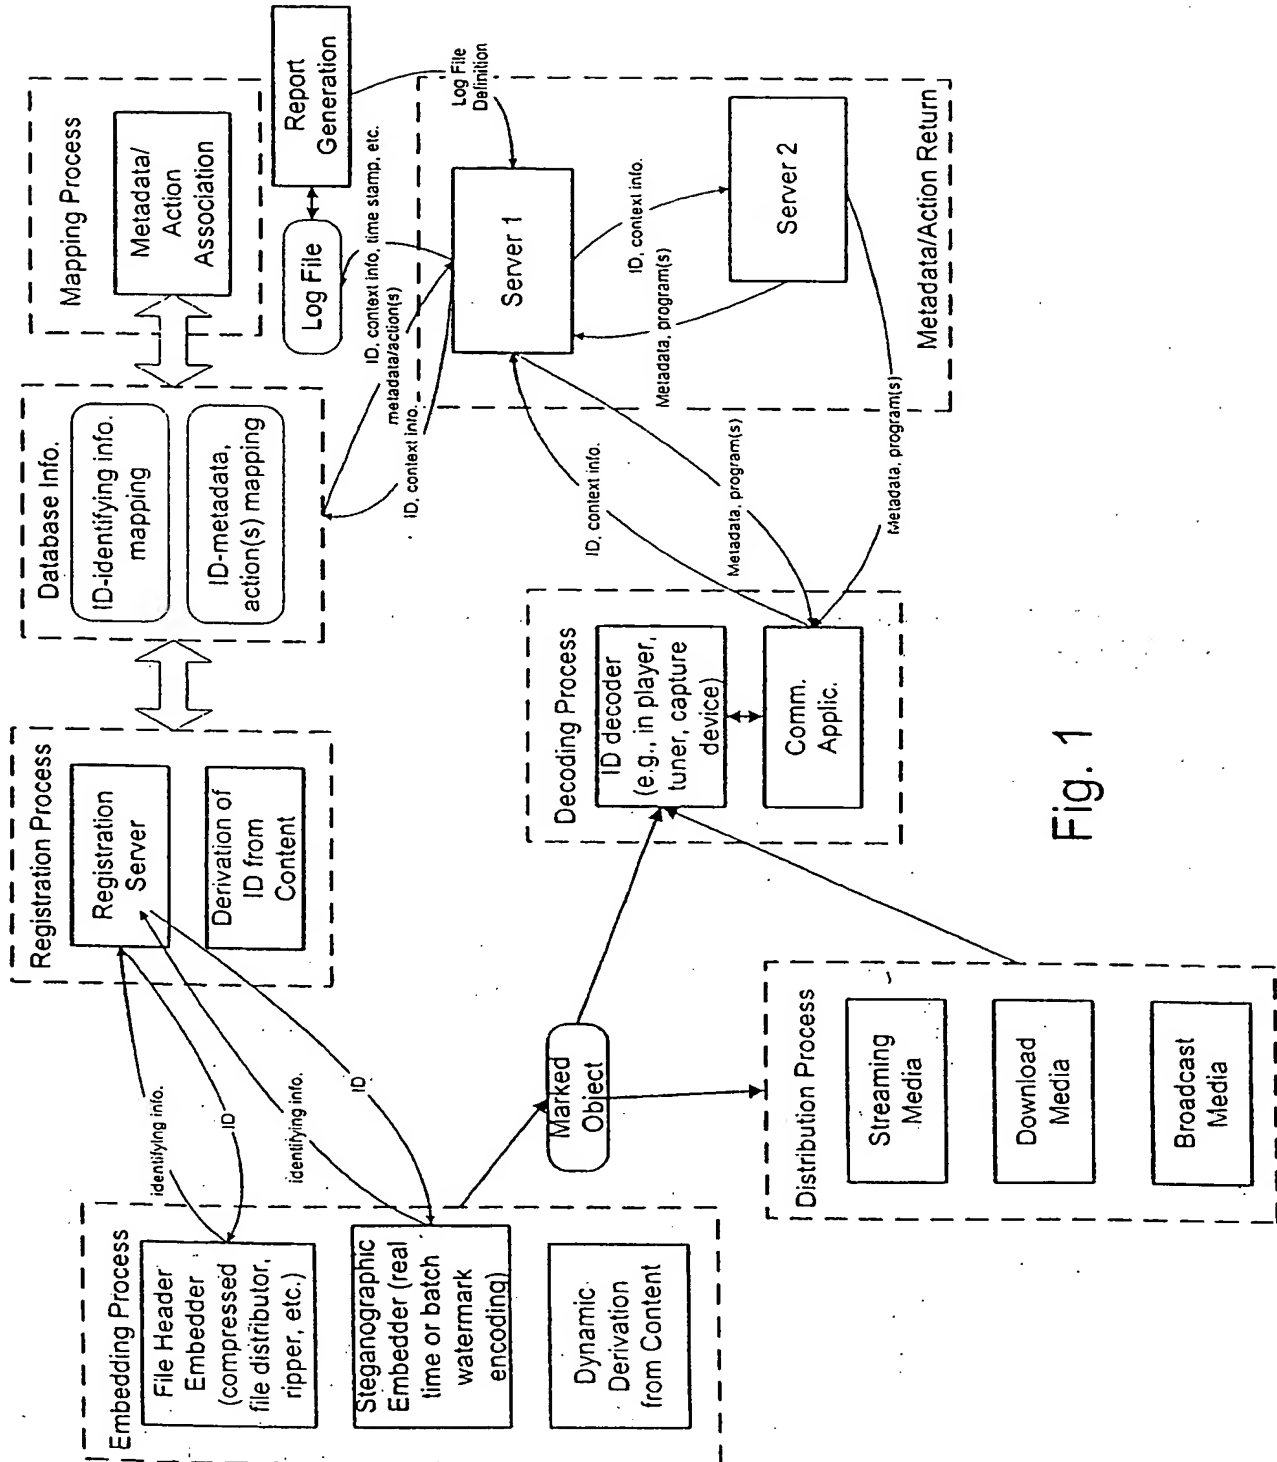 Embedding Process
File Header
Embedder
(compressed
file distributor,
ripper, etc.)
Steganographic
Embedder (real
time or batch
watermark
encoding)
Dynamic
Derivation
from Content
identifying info.
ID
identifying info.
ID
Registration Process
Registration
Server
Derivation of
ID from
Content
Database Info.
ID-identifying info.
mapping
ID-metadata,
action(s) mapping
Mapping Process
Metadata/
Action
Association
Marked
Object
Distribution Process
Streaming
Media
Download
Media
Broadcast
Media
Decoding Process
ID decoder
(e.g., in player,
tuner, capture
device)
Comm.
Applic.
ID, context info.
metadata/action(s)
ID, context info, time stamp, etc.
Log File
Report
Generation
Log File
Definition
ID, context info.
Metadata, program(s)
Metadata, program(s)
Server 1
ID, context info.
Metadata, program(s)
Server 2
Metadata/Action Return
Fig. 1